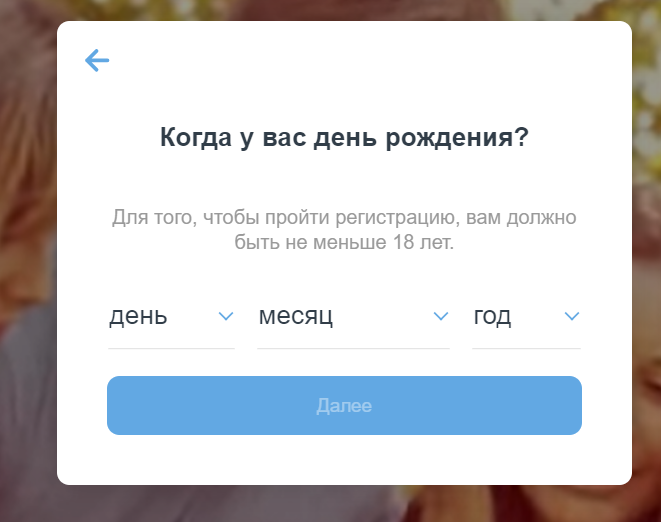 Когда у вас день рождения?
Для того, чтобы пройти регистрацию, вам должно
быть не меньше 18 лет.
день месяц год
Далее